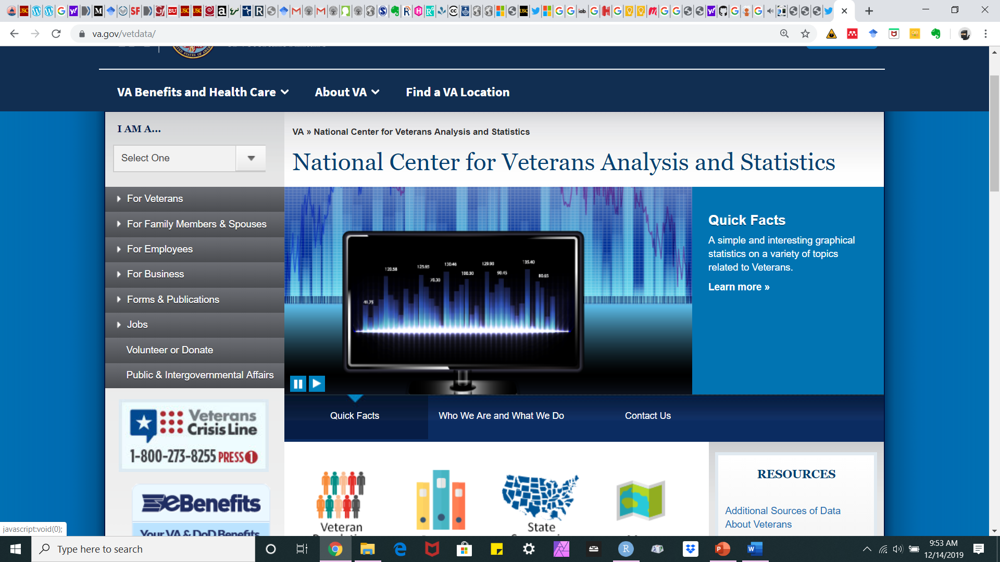 va.gov/vetdata/
VA Benefits and Health Care
About VA
Find a VA Location
I AM A...
Select One
For Veterans
For Family Members & Spouses
For Employees
For Business
Forms & Publications
Jobs
Volunteer or Donate
Public & Intergovernmental Affairs
Veterans
Crisis Line
1-800-273-8255 PRESS 1
eBenefits
Your VA & DoD Benefits
VA » National Center for Veterans Analysis and Statistics
National Center for Veterans Analysis and Statistics
41.75
120.58
125.65
70.30
130.46
100.30
129.90
90.45
135.40
80.65
Quick Facts
A simple and interesting graphical
statistics on a variety of topics
related to Veterans.
Learn more »
Quick Facts
Who We Are and What We Do
Contact Us
Veteran
State
RESOURCES
Additional Sources of Data
About Veterans
javascript:void(0);
Type here to search
9:53 AM
12/14/2019